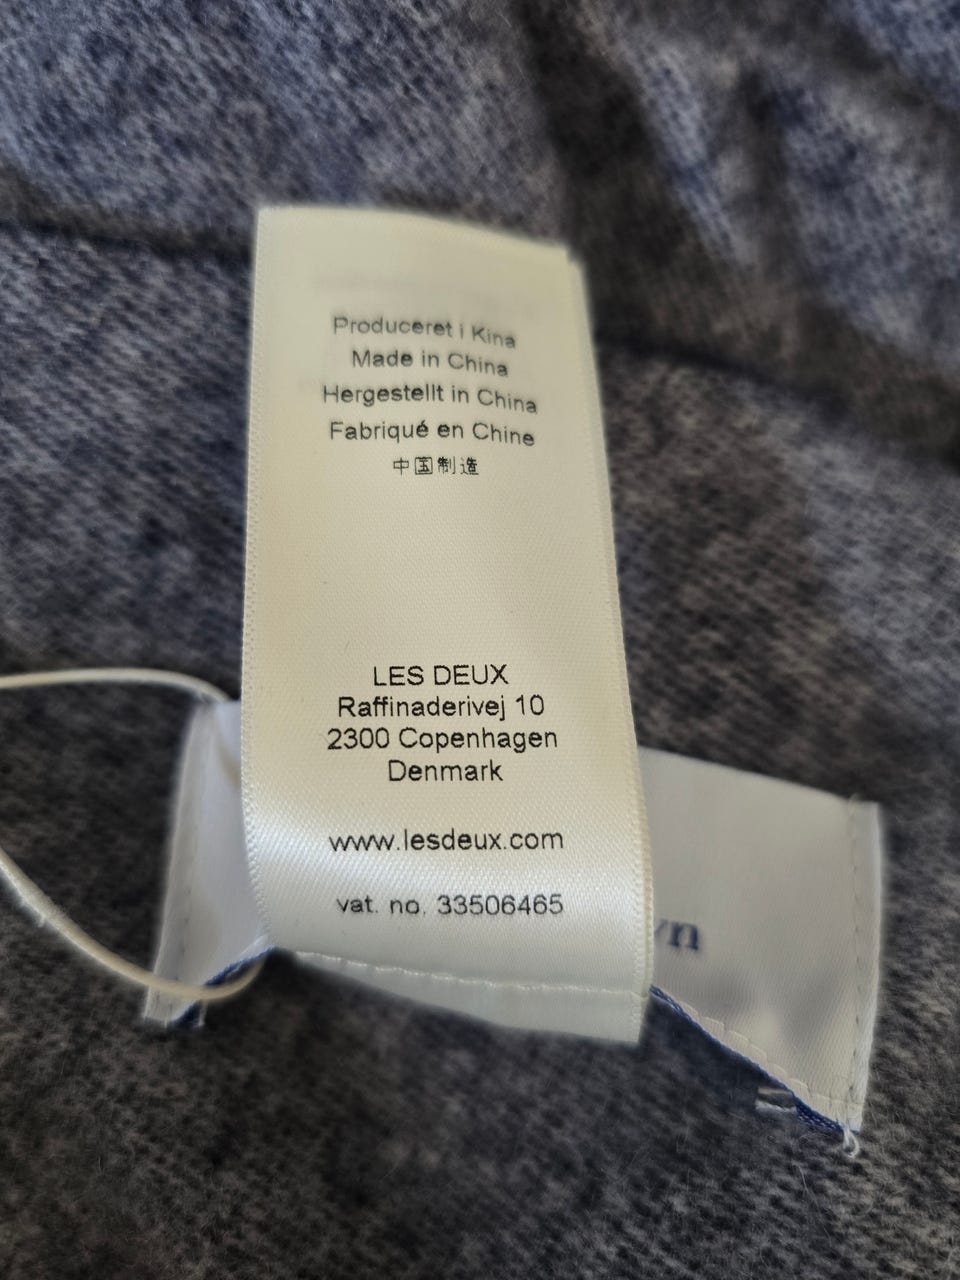 Produceret i Kina
Made in China
Hergestellt in China
Fabriqué en Chine
中国制造
LES DEUX
Raffinaderivej 10
2300 Copenhagen
Denmark
www.lesdeux.com
vat. no. 33506465